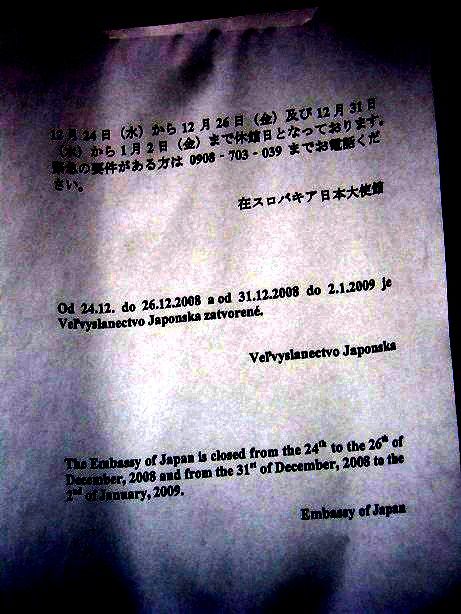 12月24日（水）から12月26日（金）及び12月31日
（水）から1月2日（金）まで休館日となっております。
緊急の要件がある方は 0908‐703‐039 までお電話くだ
さい。
在スロバキア日本大使館
Od 24.12. do 26.12.2008 a od 31.12.2008 do 2.1.2009 je
Veľvyslanectvo Japonska zatvorené.
Veľvyslanectvo Japonska
The Embassy of Japan is closed from the 24th to the 26th of
December, 2008 and from the 31st of December, 2008 to the
2nd of January, 2009.
Embassy of Japan